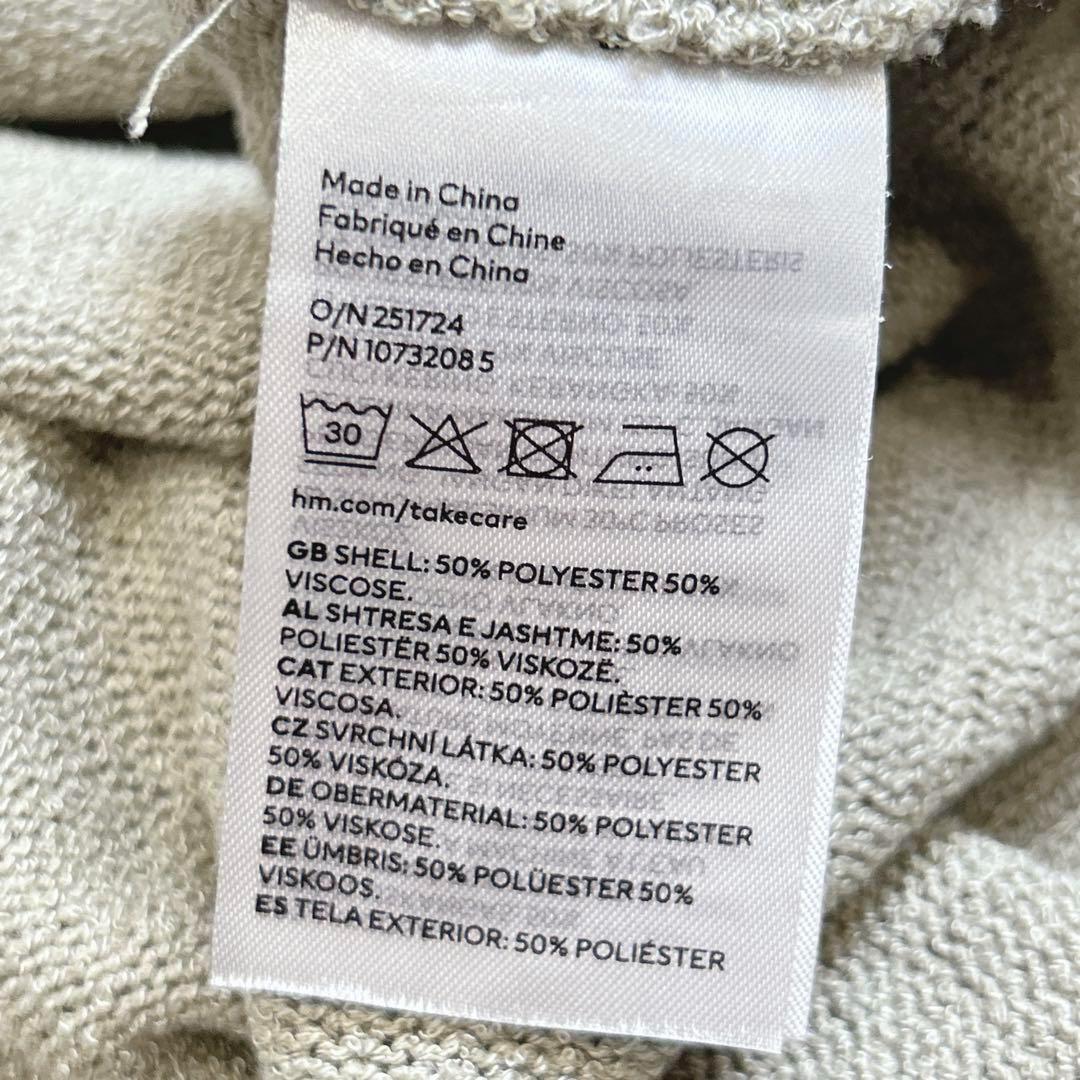 Made in China
Fabriqué en Chine
Hecho en China
O/N 251724
P/N 10732085
30
hm.com/takecare
GB SHELL: 50% POLYESTER 50%
VISCOSE.
AL SHTRESA E JASHTME: 50%
POLIESTËR 50% VISKOZË.
CAT EXTERIOR: 50% POLIÈSTER 50%
VISCOSA.
CZ SVRCHNÍ LÁTKA: 50% POLYESTER
50% VISKÓZA.
DE OBERMATERIAL: 50% POLYESTER
50% VISKOSE.
EE ÜMBRIS: 50% POLÜESTER 50%
VISKOOS.
ES TELA EXTERIOR: 50% POLIÉSTER